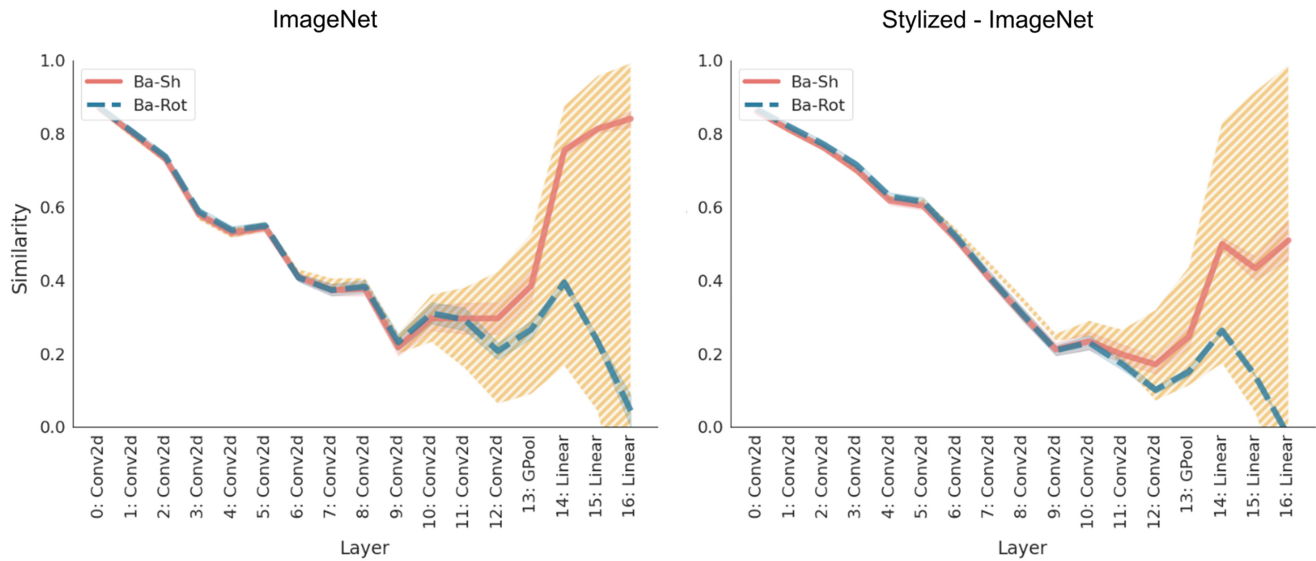 ImageNet
1.0
0.8
0.6
0.4
0.2
0.0
Similarity
Ba-Sh
Ba-Rot
0: Conv2d
1: Conv2d
2: Conv2d
3: Conv2d
4: Conv2d
5: Conv2d
6: Conv2d
7: Conv2d
8: Conv2d
9: Conv2d
10: Conv2d
11: Conv2d
12: Conv2d
13: GPool
14: Linear
15: Linear
16: Linear
Layer
Stylized - ImageNet
1.0
0.8
0.6
0.4
0.2
0.0
Ba-Sh
Ba-Rot
0: Conv2d
1: Conv2d
2: Conv2d
3: Conv2d
4: Conv2d
5: Conv2d
6: Conv2d
7: Conv2d
8: Conv2d
9: Conv2d
10: Conv2d
11: Conv2d
12: Conv2d
13: GPool
14: Linear
15: Linear
16: Linear
Layer